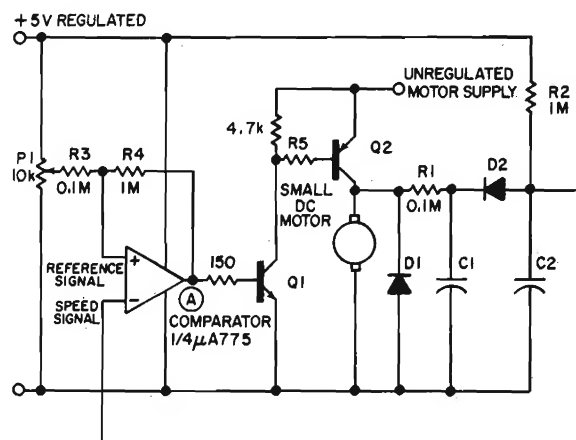 +5V REGULATED
UNREGULATED
MOTOR SUPPLY
R2
1M
4.7k
R5
Q2
P1
10k
R3
0.1M
R4
1M
SMALL
DC
MOTOR
R1
0.1M
D2
REFERENCE
SIGNAL
SPEED
SIGNAL
+
−
A
150
Q1
D1
C1
C2
COMPARATOR
1/4μA775